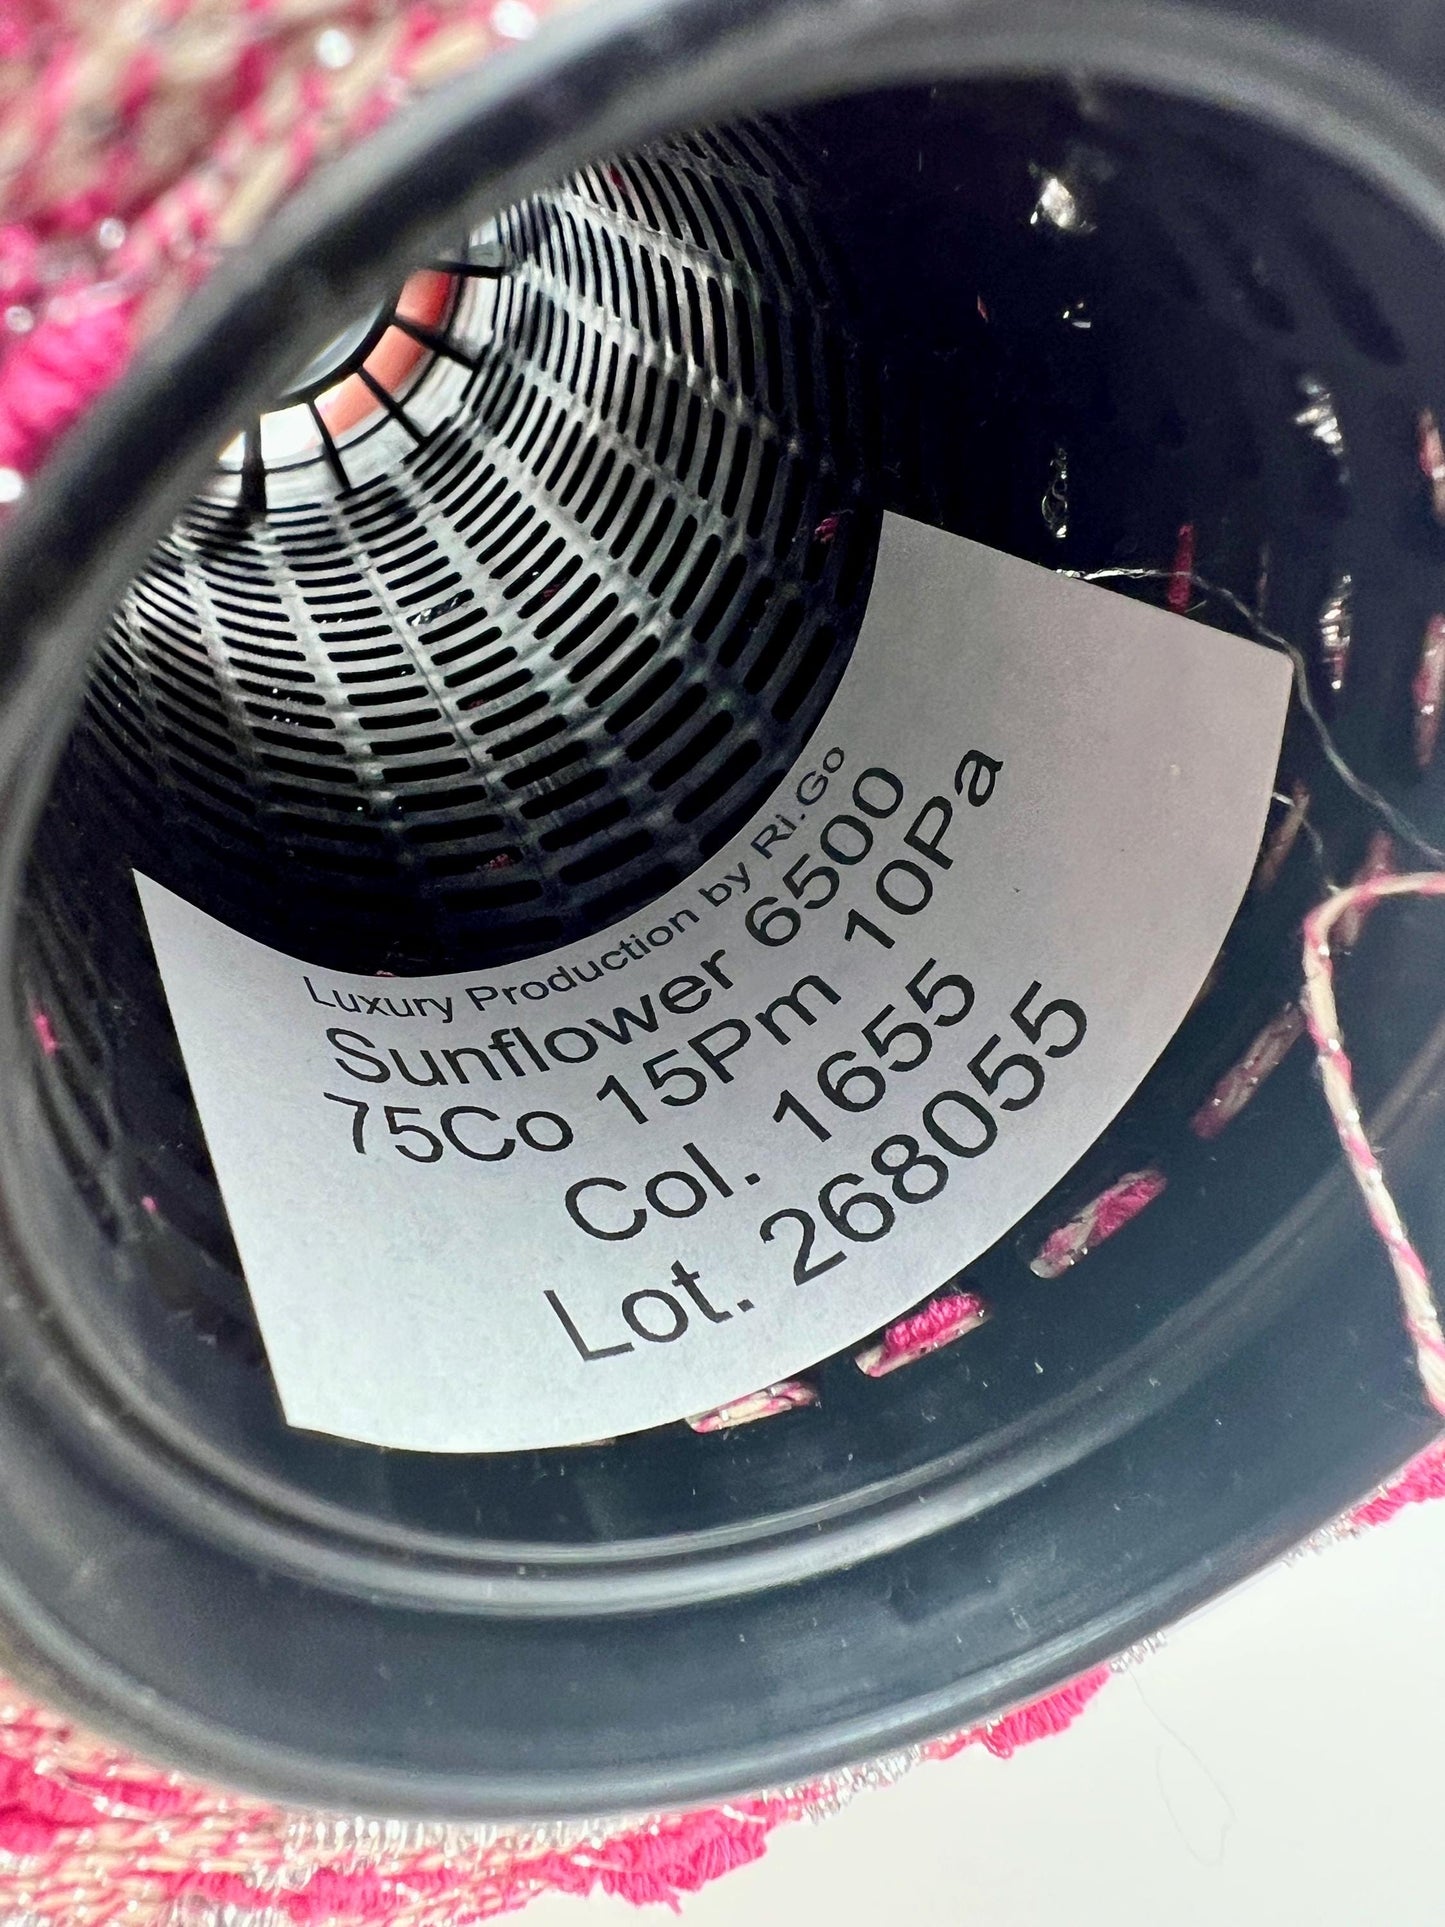 Luxury Production by Ri.Go
Sunflower 6500
75Co 15Pm 10Pa
Col. 1655
Lot. 268055